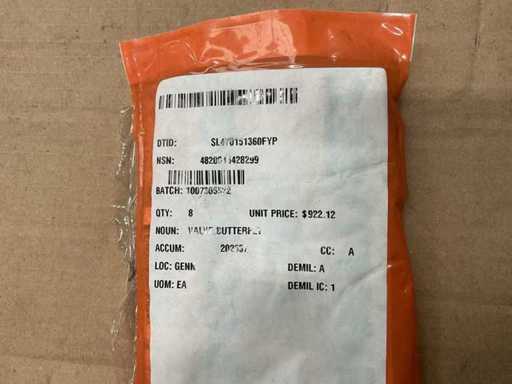 DTID: SL470151360FYP
NSN:
BATCH:
QTY: 8 UNIT PRICE: $922.12
NOUN: VALVE,BUTTERFLY
ACCUM: CC: A
LOC: GENN DEMIL: A
UOM: EA DEMIL IC: 1